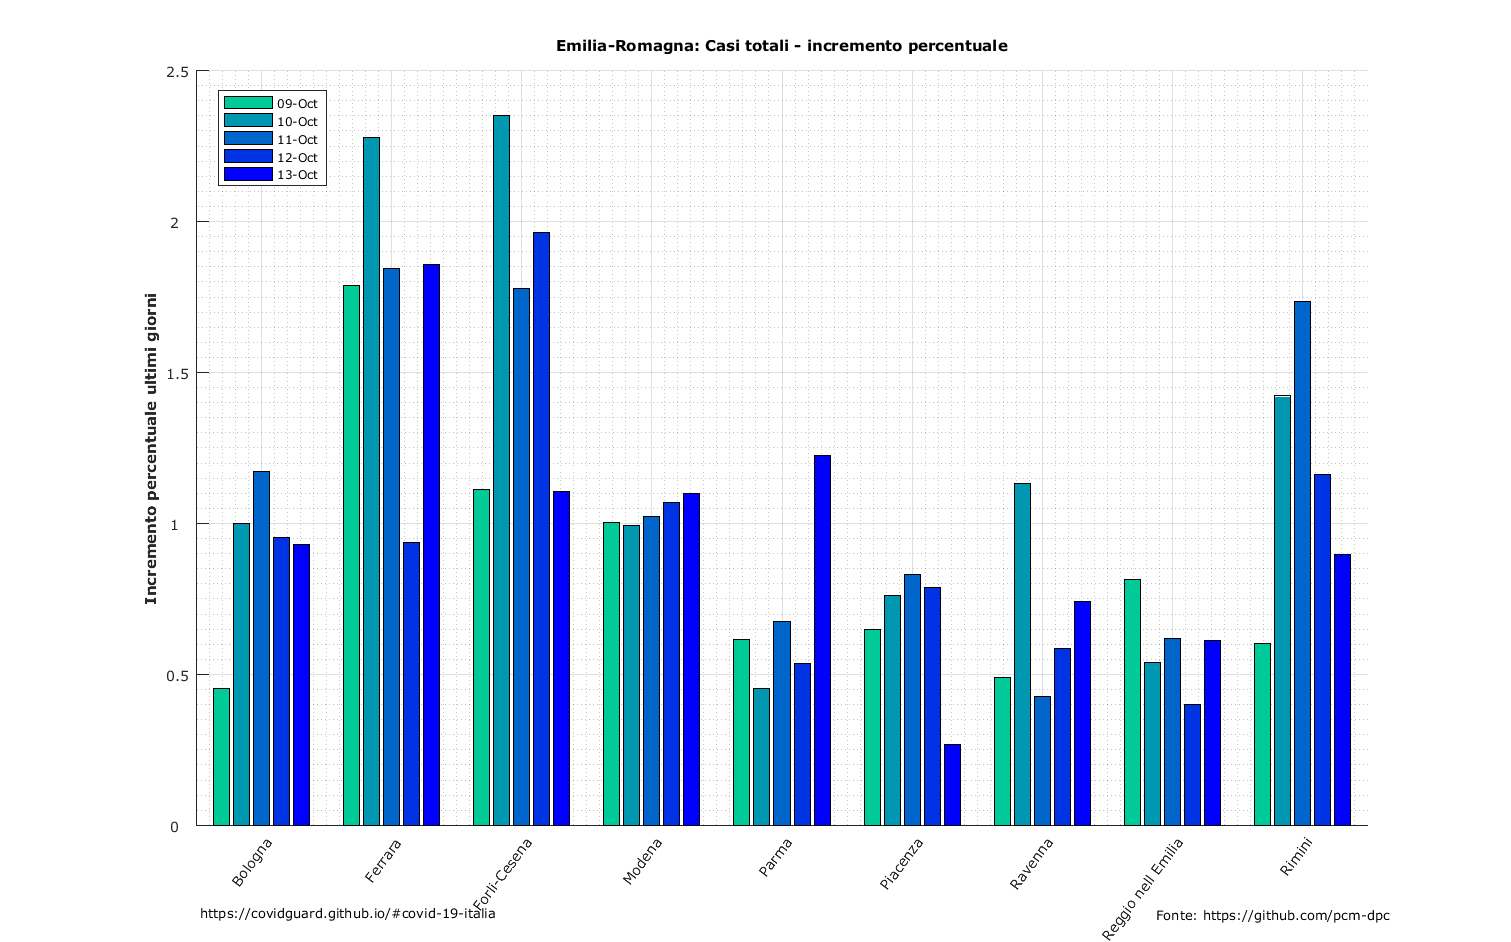 Emilia-Romagna: Casi totali - incremento percentuale
2.5
2
1.5
1
0.5
0
Incremento percentuale ultimi giorni
09-Oct
10-Oct
11-Oct
12-Oct
13-Oct
Bologna
Ferrara
Forlì-Cesena
Modena
Parma
Piacenza
Ravenna
Reggio nell Emilia
Rimini
https://covidguard.github.io/#covid-19-italia
Fonte: https://github.com/pcm-dpc